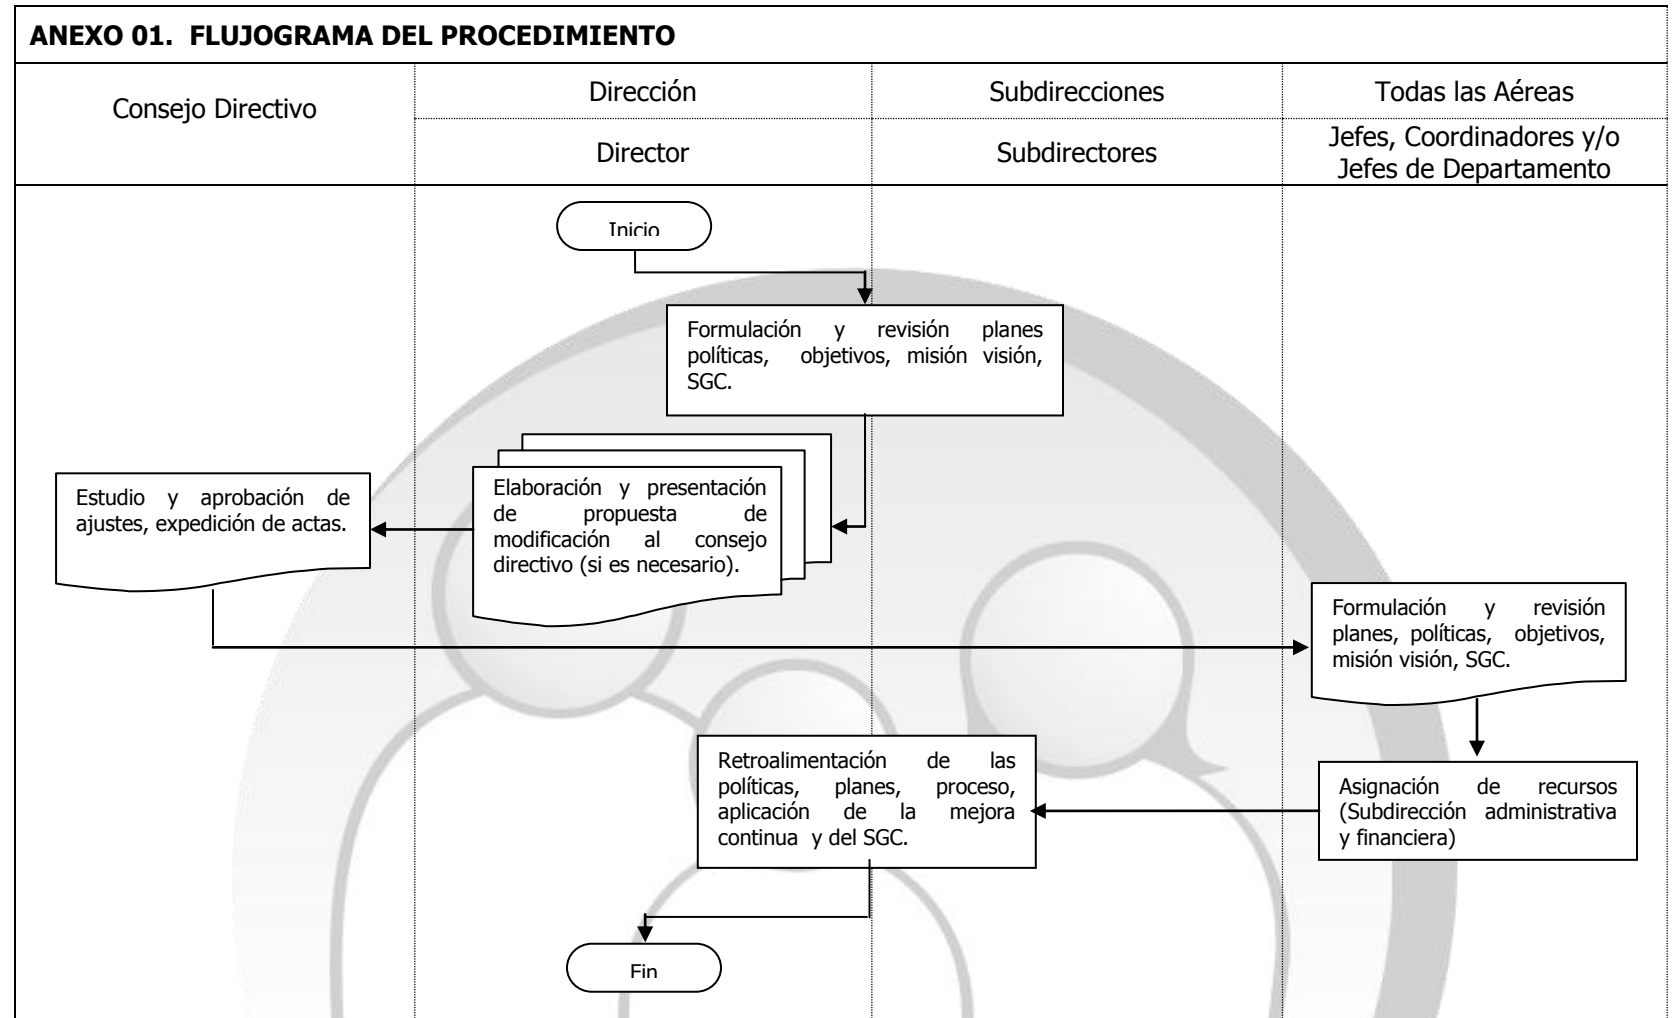 ANEXO 01. FLUJOGRAMA DEL PROCEDIMIENTO
Consejo Directivo
Dirección
Subdirecciones
Todas las Aéreas
Director
Subdirectores
Jefes, Coordinadores y/o
Jefes de Departamento
Inicio
Formulación y revisión planes
políticas, objetivos, misión visión,
SGC.
Elaboración y presentación
de propuesta de
modificación al consejo
directivo (si es necesario).
Estudio y aprobación de
ajustes, expedición de actas.
Formulación y revisión
planes, políticas, objetivos,
misión visión, SGC.
Asignación de recursos
(Subdirección administrativa
y financiera)
Retroalimentación de las
políticas, planes, proceso,
aplicación de la mejora
continua y del SGC.
Fin